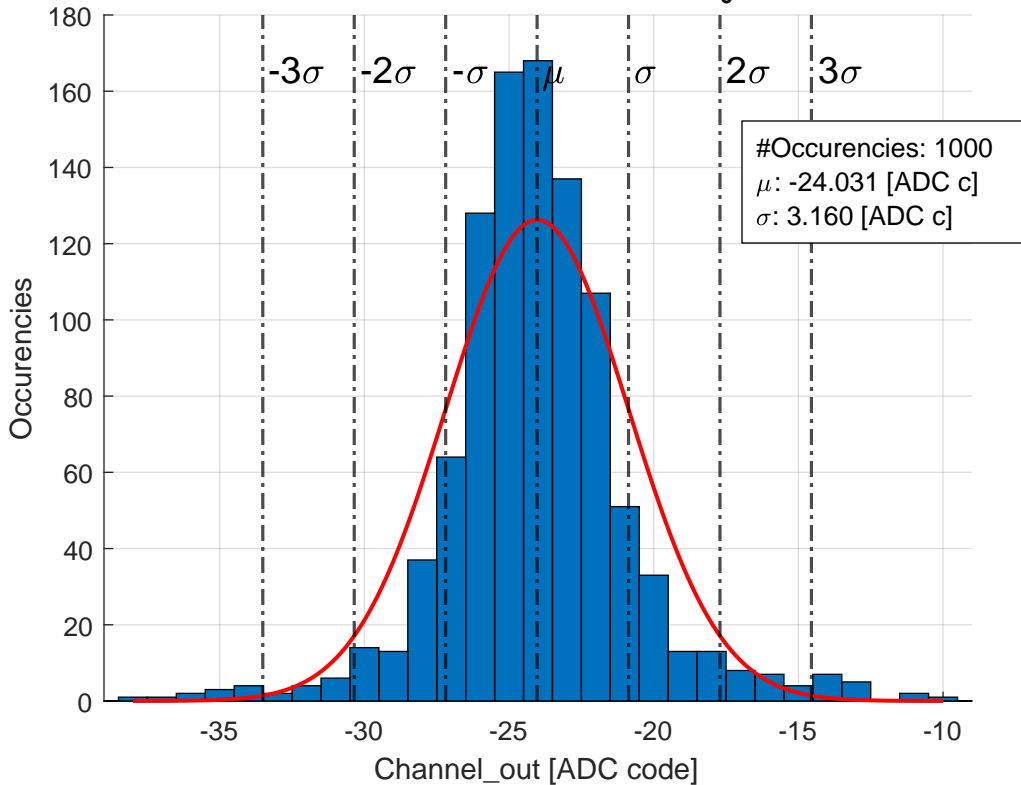 180
160
140
120
100
80
60
40
20
0
Occurencies
-3σ
-2σ
-σ
μ
σ
2σ
3σ
#Occurencies: 1000
μ: -24.031 [ADC c]
σ: 3.160 [ADC c]
-35
-30
-25
-20
-15
-10
Channel_out [ADC code]